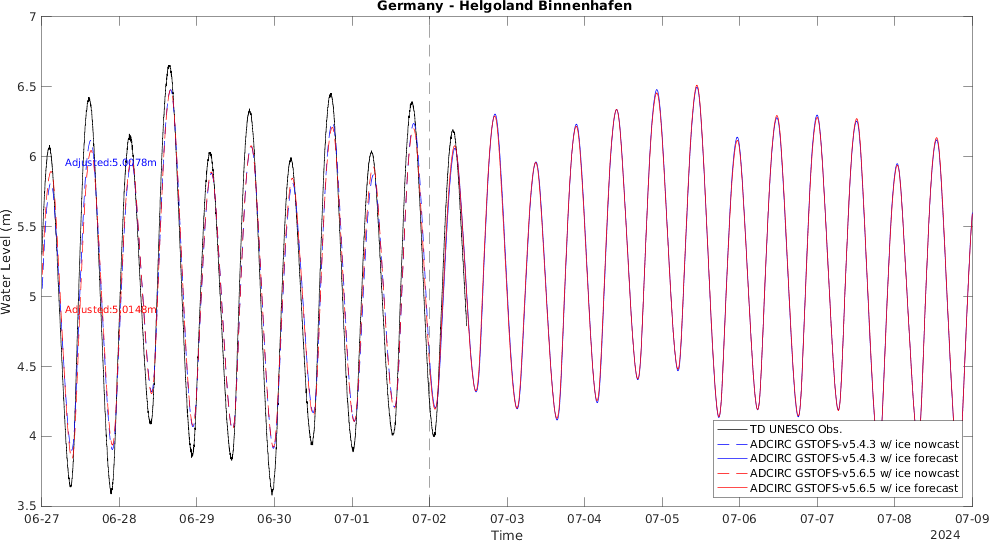 Germany - Helgoland Binnenhafen
7
6.5
6
5.5
5
4.5
4
3.5
Water Level (m)
Adjusted:5.0078m
Adjusted:5.0148m
TD UNESCO Obs.
ADCIRC GSTOFS-v5.4.3 w/ ice nowcast
ADCIRC GSTOFS-v5.4.3 w/ ice forecast
ADCIRC GSTOFS-v5.6.5 w/ ice nowcast
ADCIRC GSTOFS-v5.6.5 w/ ice forecast
06-27 06-28 06-29 06-30 07-01 07-02 07-03 07-04 07-05 07-06 07-07 07-08 07-09
Time
2024